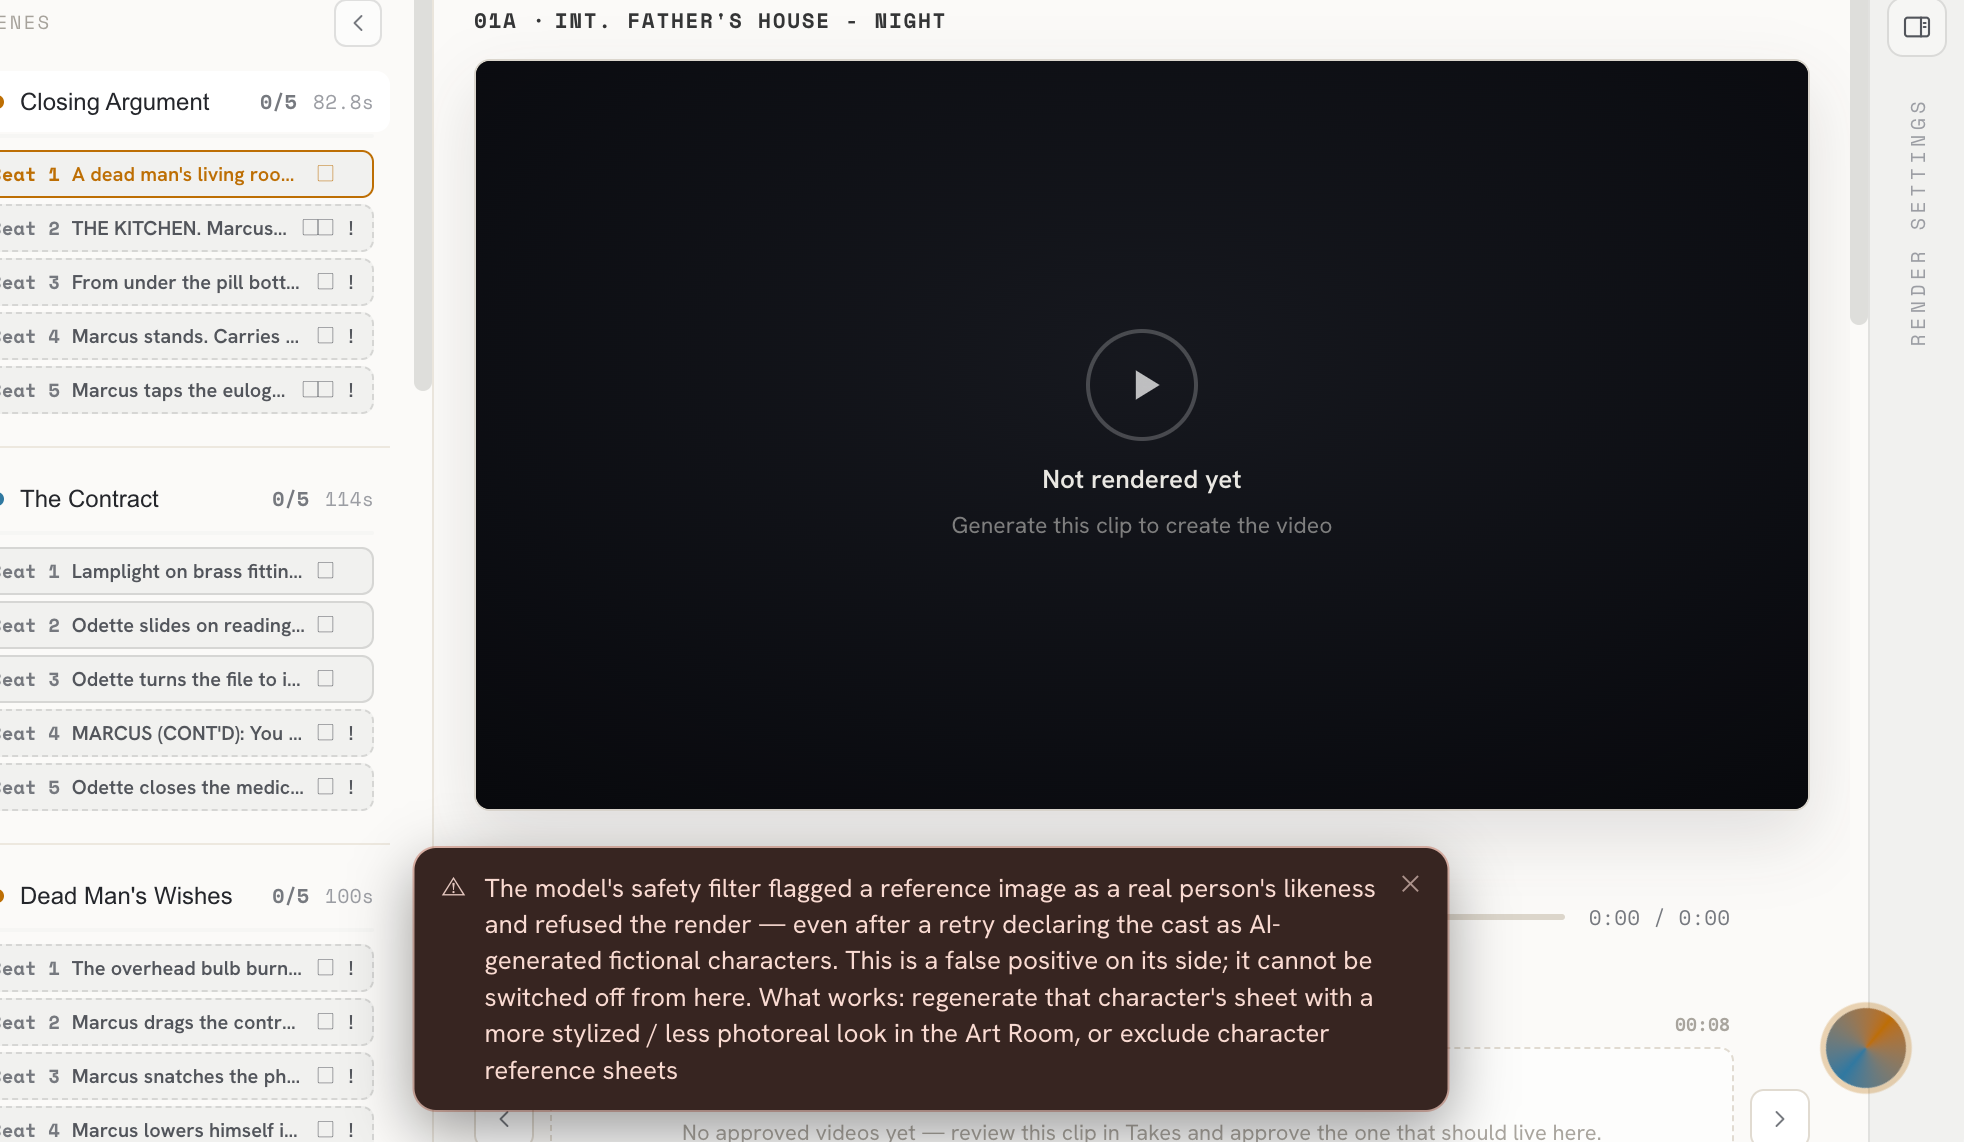 ENES
Closing Argument 0/5 82.8s
eat 1 A dead man's living roo...
eat 2 THE KITCHEN. Marcus... !
eat 3 From under the pill bott... !
eat 4 Marcus stands. Carries ... !
eat 5 Marcus taps the eulog... !
The Contract 0/5 114s
eat 1 Lamplight on brass fittin...
eat 2 Odette slides on reading...
eat 3 Odette turns the file to i...
eat 4 MARCUS (CONT'D): You ... !
eat 5 Odette closes the medic... !
Dead Man's Wishes 0/5 100s
eat 1 The overhead bulb burn... !
eat 2 Marcus drags the contr... !
eat 3 Marcus snatches the ph... !
eat 4 Marcus lowers himself i... !
01A · INT. FATHER'S HOUSE - NIGHT
Not rendered yet
Generate this clip to create the video
The model's safety filter flagged a reference image as a real person's likeness
and refused the render — even after a retry declaring the cast as AI-
generated fictional characters. This is a false positive on its side; it cannot be
switched off from here. What works: regenerate that character's sheet with a
more stylized / less photoreal look in the Art Room, or exclude character
reference sheets
0:00 / 0:00
00:08
No approved videos yet — review this clip in Takes and approve the one that should live here.
RENDER SETTINGS